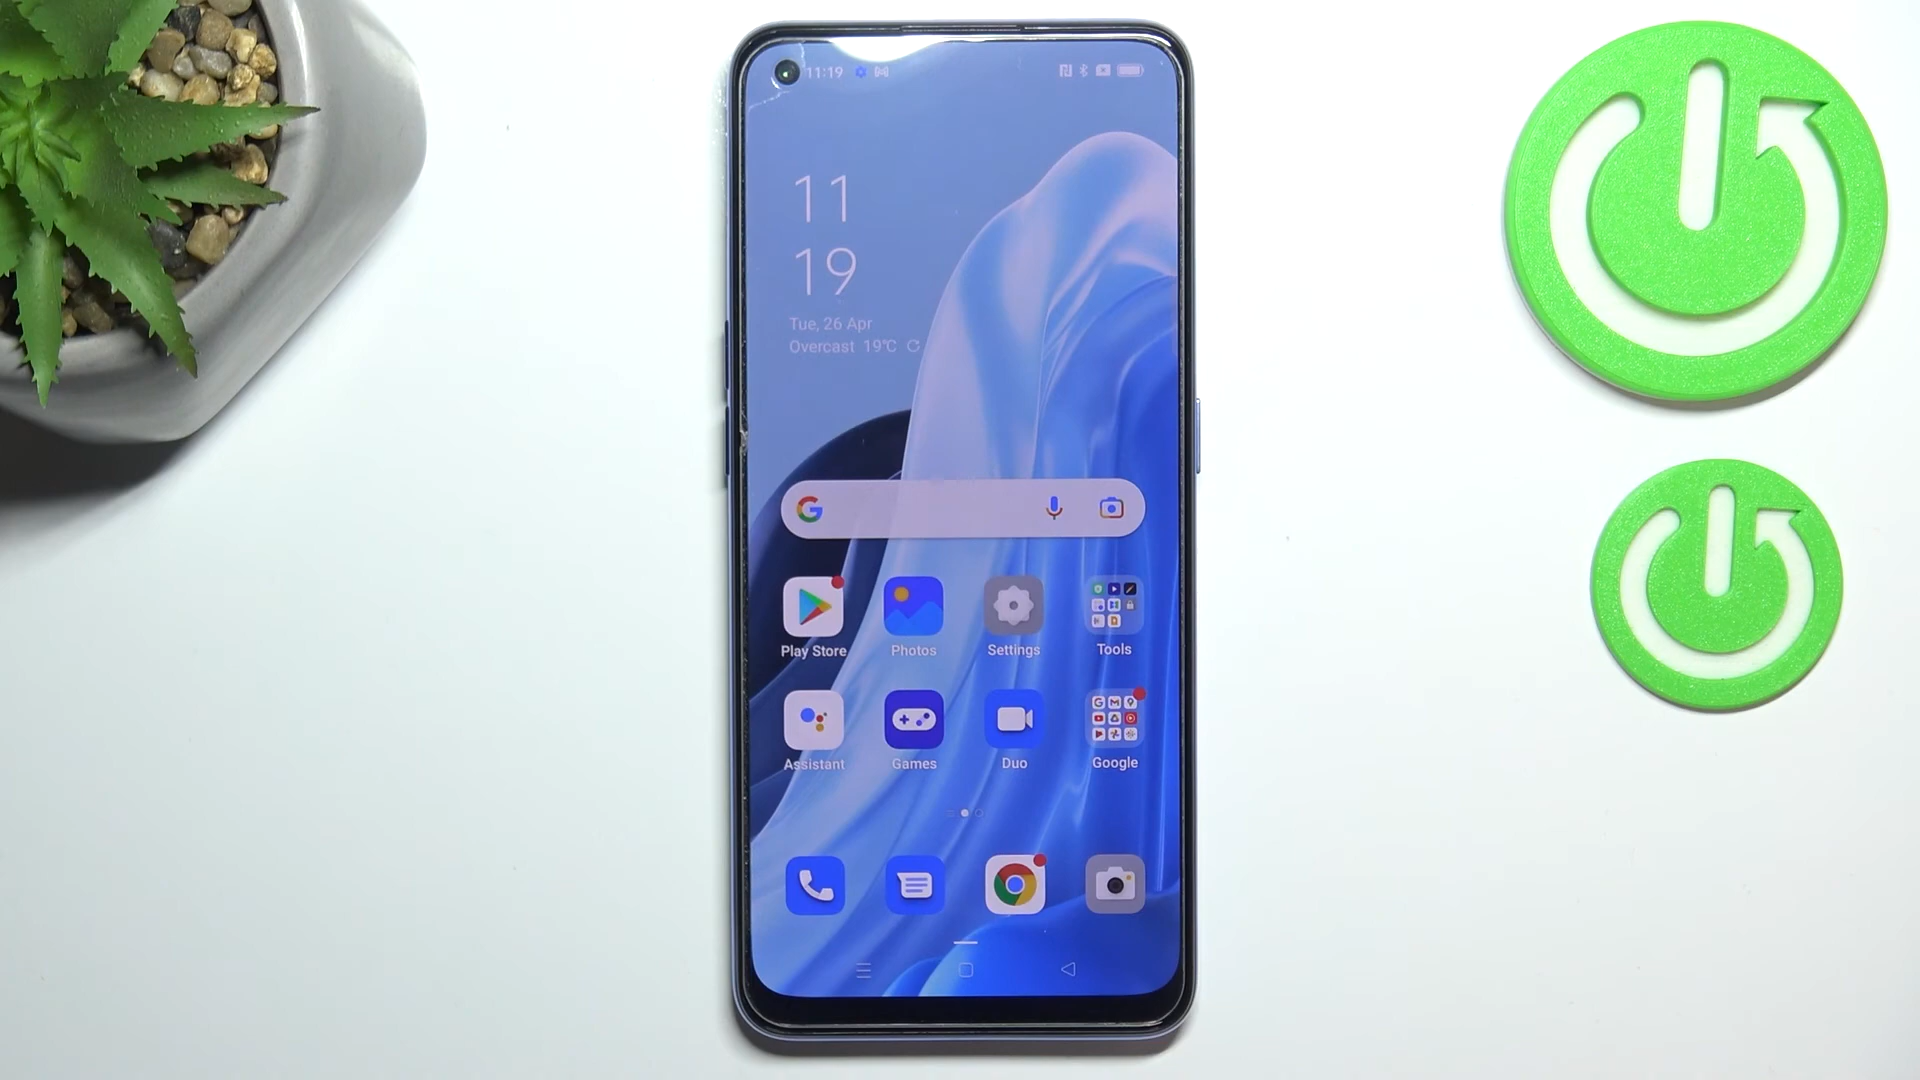 11:19
11
19
Tue, 26 Apr
Overcast 19°C
Play Store
Photos
Settings
Tools
Assistant
Games
Duo
Google